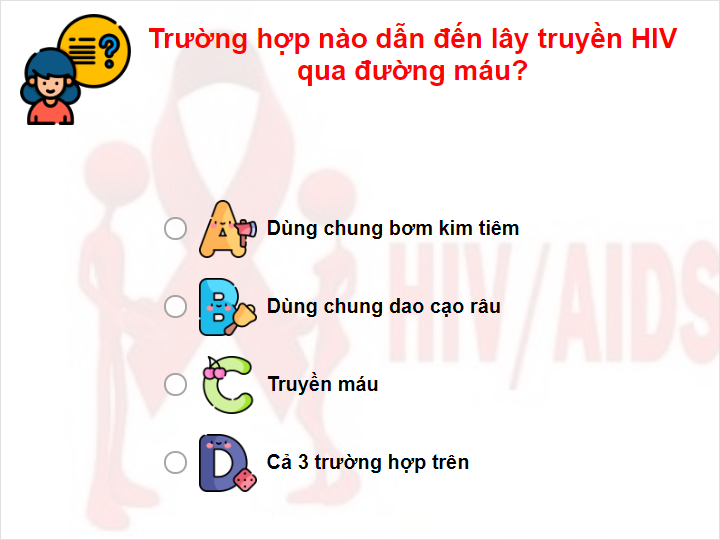 Trường hợp nào dẫn đến lây truyền HIV
qua đường máu?
A Dùng chung bơm kim tiêm
B Dùng chung dao cạo râu
C Truyền máu
D Cả 3 trường hợp trên
HIV/AIDS